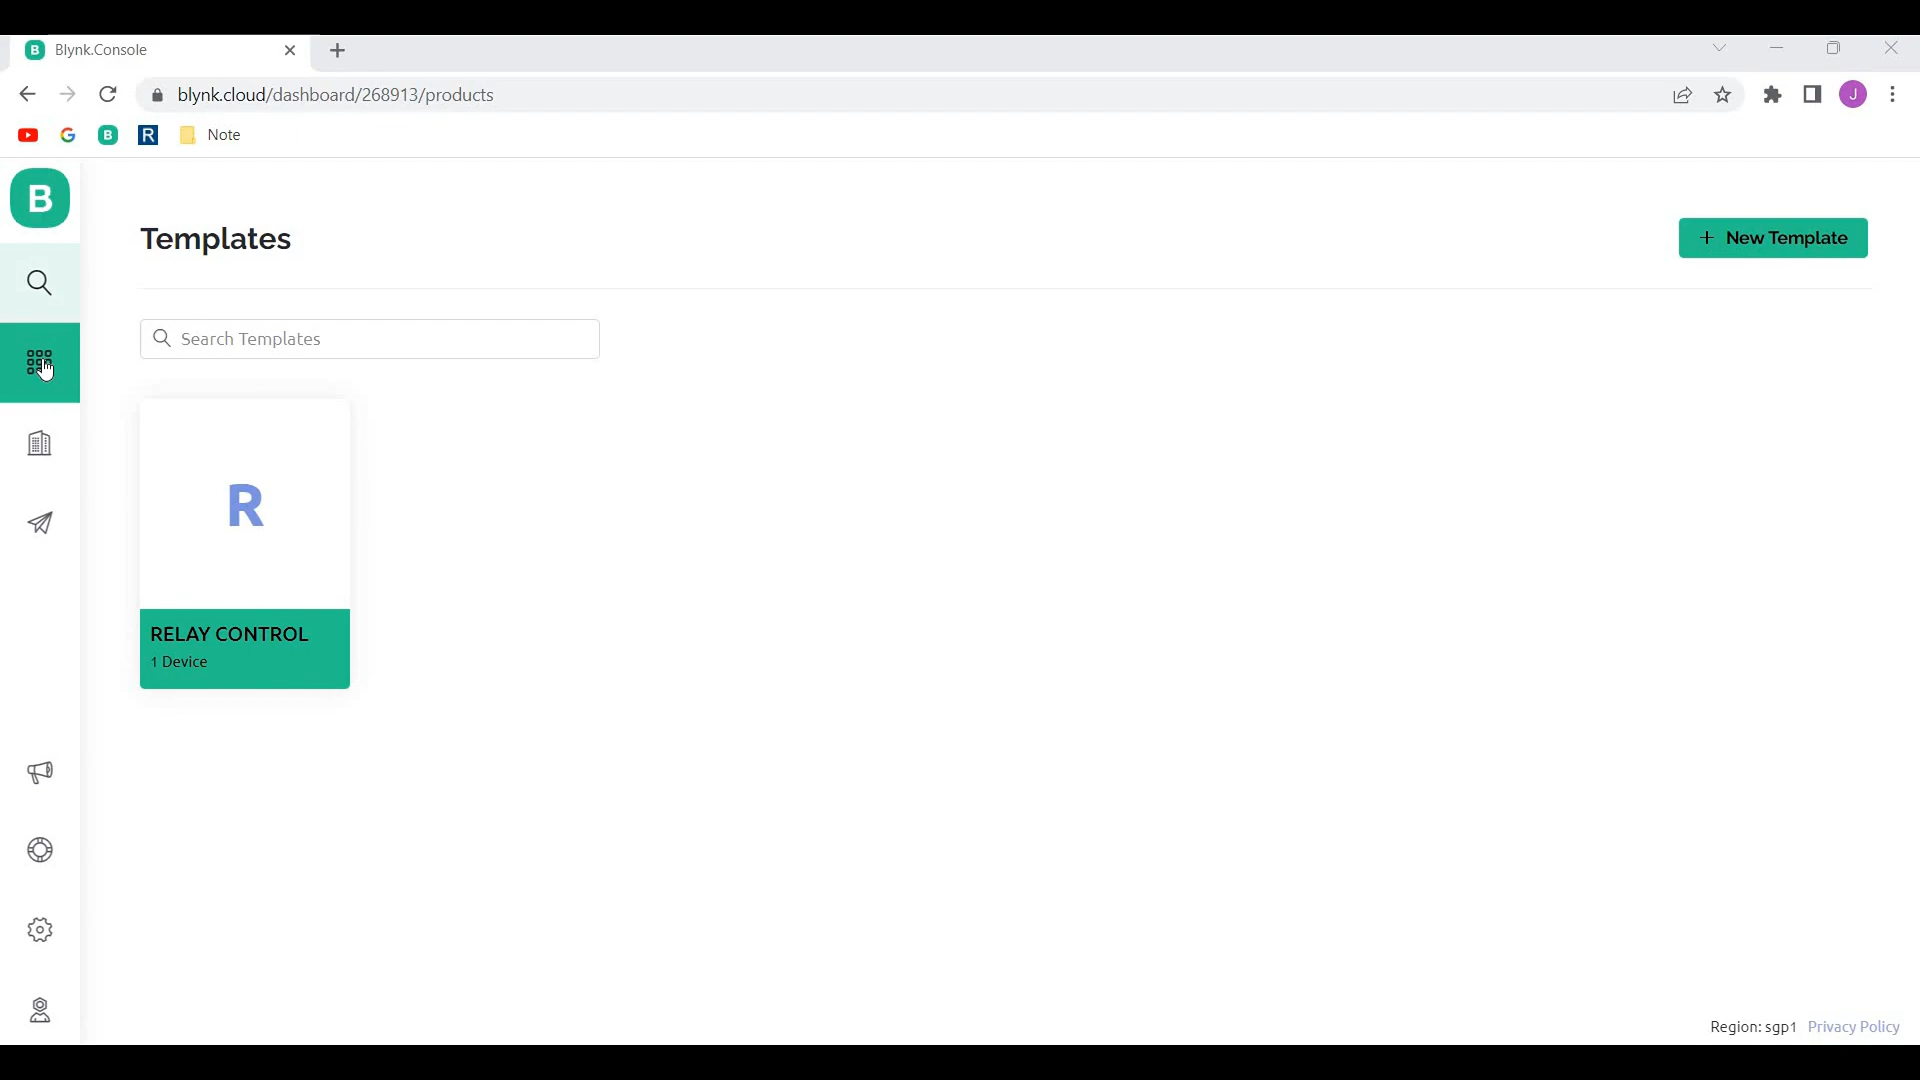 B Blynk.Console
blynk.cloud/dashboard/268913/products
J
G B R Note
B
Templates
+ New Template
Search Templates
R
RELAY CONTROL
1 Device
Region: sgp1 Privacy Policy